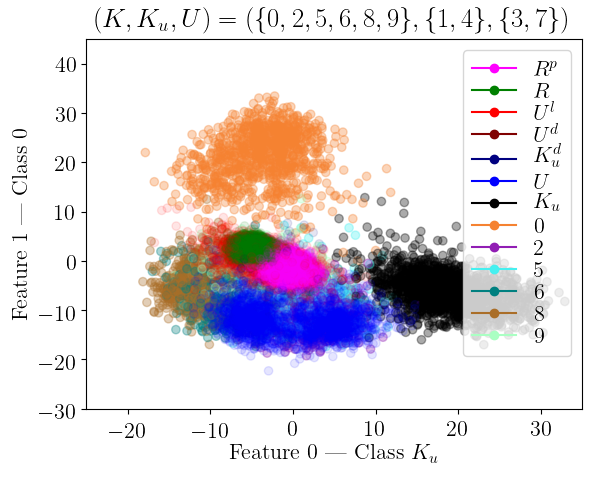 (K, K_u, U) = ({0, 2, 5, 6, 8, 9}, {1, 4}, {3, 7})
Feature 1 — Class 0
40
30
20
10
0
−10
−20
−30
−20
−10
0
10
20
30
Feature 0 — Class K_u
R^p
R
U^l
U^d
K_u^d
U
K_u
0
2
5
6
8
9